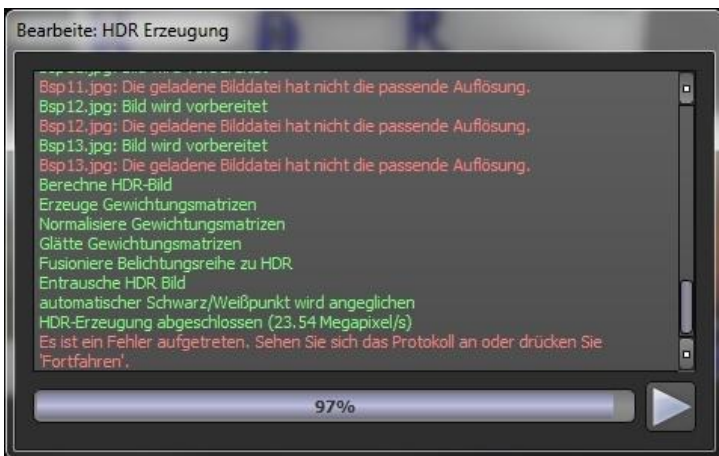 Bearbeite: HDR Erzeugung
Bsp11.jpg: Die geladene Bilddatei hat nicht die passende Auflösung.
Bsp12.jpg: Bild wird vorbereitet
Bsp12.jpg: Die geladene Bilddatei hat nicht die passende Auflösung.
Bsp13.jpg: Bild wird vorbereitet
Bsp13.jpg: Die geladene Bilddatei hat nicht die passende Auflösung.
Berechne HDR-Bild
Erzeuge Gewichtungsmatrizen
Normalisiere Gewichtungsmatrizen
Glätte Gewichtungsmatrizen
Fusioniere Belichtungsreihe zu HDR
Entrausche HDR Bild
automatischer Schwarz/Weißpunkt wird angeglichen
HDR-Erzeugung abgeschlossen (23.54 Megapixel/s)
Es ist ein Fehler aufgetreten. Sehen Sie sich das Protokoll an oder drücken Sie
'Fortfahren'.
97%